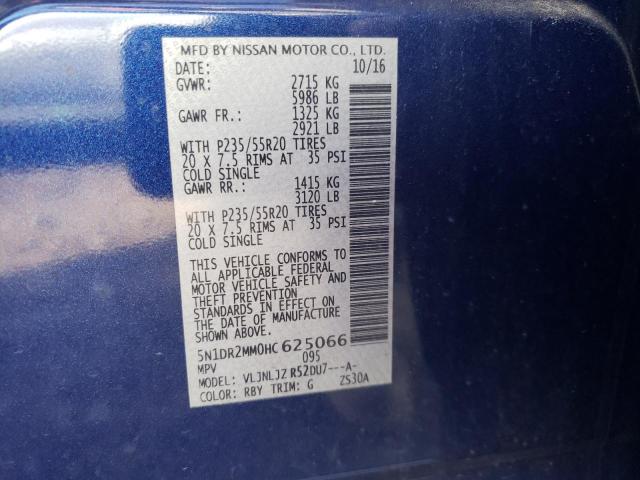 MFD BY NISSAN MOTOR CO., LTD.
DATE: 10/16
GVWR: 2715 KG
5986 LB
GAWR FR.: 1325 KG
2921 LB
WITH P235/55R20 TIRES
20 X 7.5 RIMS AT 35 PSI
COLD SINGLE
GAWR RR.: 1415 KG
3120 LB
WITH P235/55R20 TIRES
20 X 7.5 RIMS AT 35 PSI
COLD SINGLE
THIS VEHICLE CONFORMS TO
ALL APPLICABLE FEDERAL
MOTOR VEHICLE SAFETY AND
THEFT PREVENTION
STANDARDS IN EFFECT ON
THE DATE OF MANUFACTURE
SHOWN ABOVE.
5N1DR2MM0HC625066
MPV 095
MODEL: VLJNLJZ R52DU7---A-
COLOR: RBY TRIM: G ZS30A